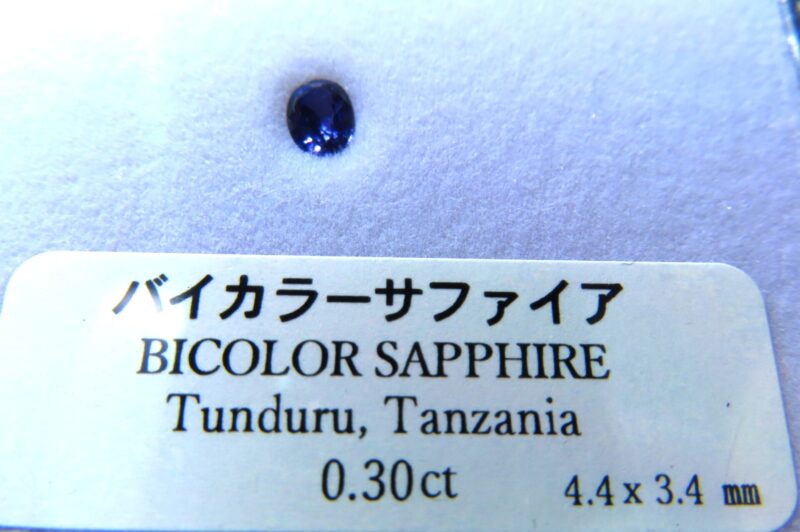 バイカラーサファイア
BICOLOR SAPPHIRE
Tunduru, Tanzania
0.30ct 4.4 x 3.4 mm